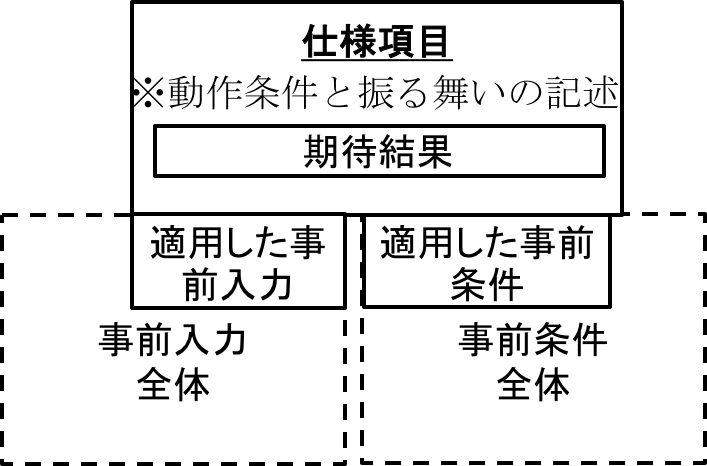 仕様項目
※動作条件と振る舞いの記述
期待結果
適用した事
前入力
適用した事前
条件
事前入力
全体
事前条件
全体